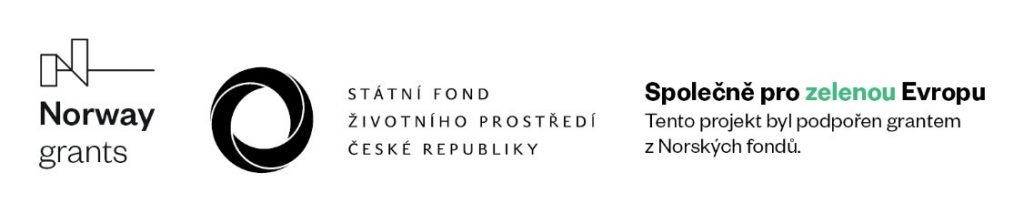 Norway
grants
STÁTNÍ FOND
ŽIVOTNÍHO PROSTŘEDÍ
ČESKÉ REPUBLIKY
Společně pro zelenou Evropu
Tento projekt byl podpořen grantem
z Norských fondů.